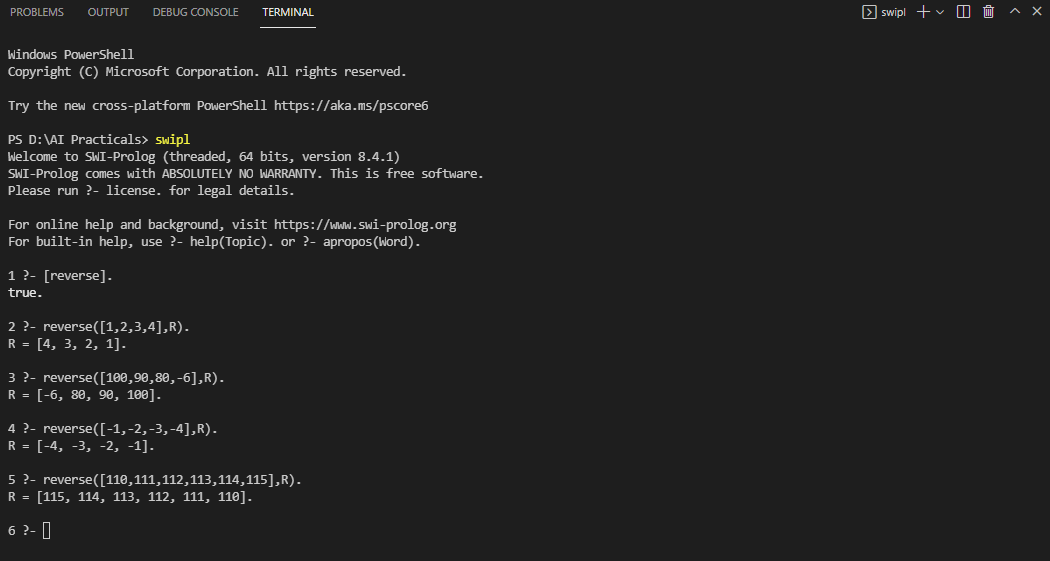 PROBLEMS OUTPUT DEBUG CONSOLE TERMINAL swipl
Windows PowerShell
Copyright (C) Microsoft Corporation. All rights reserved.
Try the new cross-platform PowerShell https://aka.ms/pscore6
PS D:\AI Practicals> swipl
Welcome to SWI-Prolog (threaded, 64 bits, version 8.4.1)
SWI-Prolog comes with ABSOLUTELY NO WARRANTY. This is free software.
Please run ?- license. for legal details.
For online help and background, visit https://www.swi-prolog.org
For built-in help, use ?- help(Topic). or ?- apropos(Word).
1 ?- [reverse].
true.
2 ?- reverse([1,2,3,4],R).
R = [4, 3, 2, 1].
3 ?- reverse([100,90,80,-6],R).
R = [-6, 80, 90, 100].
4 ?- reverse([-1,-2,-3,-4],R).
R = [-4, -3, -2, -1].
5 ?- reverse([110,111,112,113,114,115],R).
R = [115, 114, 113, 112, 111, 110].
6 ?-